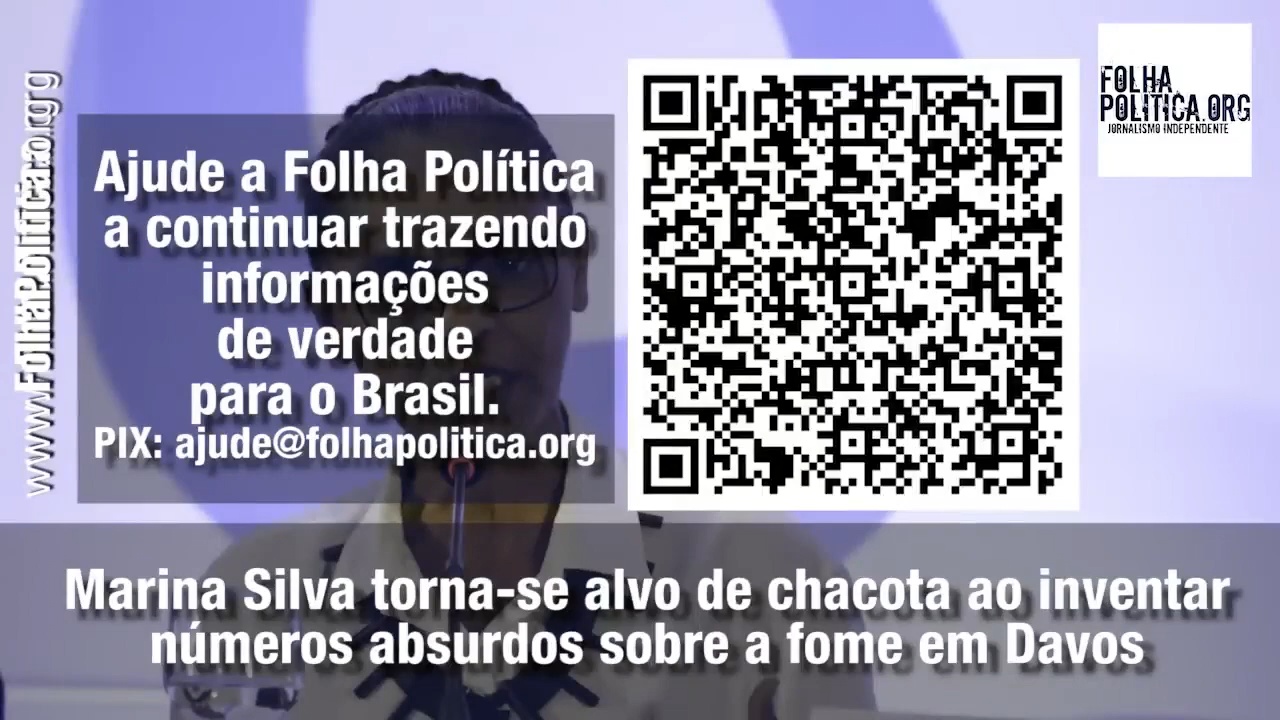 www.FolhaPolitica.org
Ajude a Folha Política
a continuar trazendo
informações
de verdade
para o Brasil.
PIX: ajude@folhapolitica.org
FOLHA
POLITICA.ORG
JORNALISMO INDEPENDENTE
Marina Silva torna-se alvo de chacota ao inventar
números absurdos sobre a fome em Davos